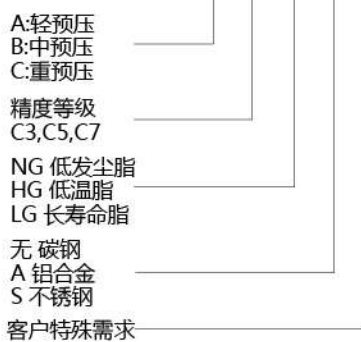 A:轻预压
B:中预压
C:重预压
精度等级
C3,C5,C7
NG 低发尘脂
HG 低温脂
LG 长寿命脂
无 碳钢
A 铝合金
S 不锈钢
客户特殊需求